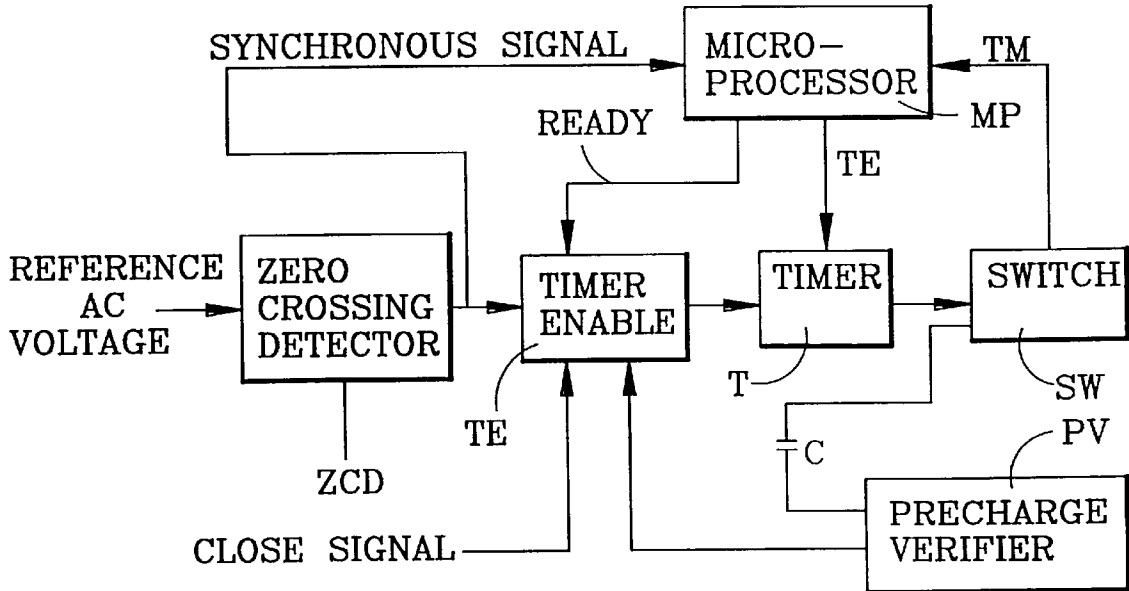 SYNCHRONOUS SIGNAL
MICRO-
PROCESSOR
TM
MP
READY
TE
REFERENCE
AC
VOLTAGE
ZERO
CROSSING
DETECTOR
TIMER
ENABLE
TIMER
SWITCH
T
SW
TE
PV
C
ZCD
PRECHARGE
VERIFIER
CLOSE SIGNAL